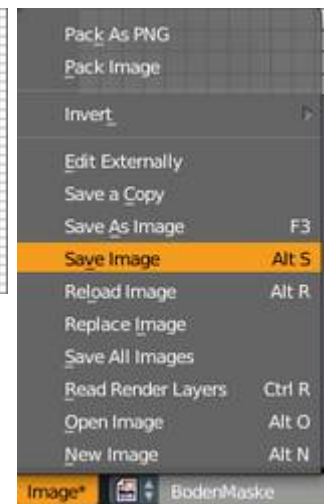 Pack As PNG
Pack Image
Invert
Edit Externally
Save a Copy
Save As Image F3
Save Image Alt S
Reload Image Alt R
Replace Image
Save All Images
Read Render Layers Ctrl R
Open Image Alt O
New Image Alt N
Image* BodenMaske